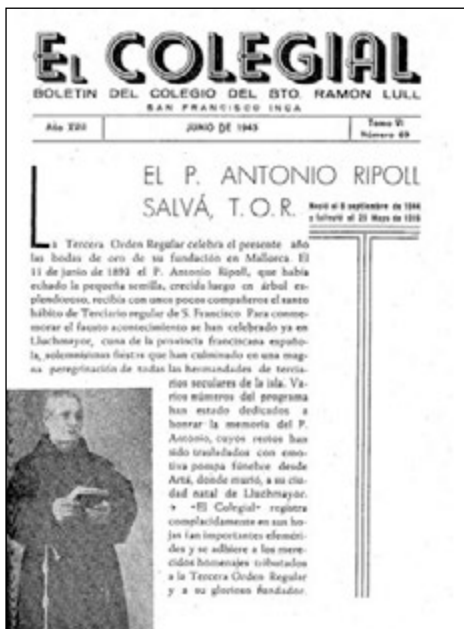 EL COLEGIAL
BOLETIN DEL COLEGIO DEL BTO. RAMON LULL
SAN FRANCISCO INCA
Año XVII
JUNIO DE 1943
Tomo VI
Número 69
EL P. ANTONIO RIPOLL
SALVÁ, T.O.R.
Nació el 8 septiembre de 1844
y falleció el 23 Mayo de 1916
La Tercera Orden Regular celebra el presente año
las bodas de oro de su fundación en Mallorca. El
11 de junio de 1893 el P. Antonio Ripoll, que había
echado la pequeña semilla, crecida luego en árbol es-
plendoroso, recibía con unos pocos compañeros el santo
hábito de Terciario regular de S. Francisco Para conme-
morar el fausto acontecimiento se han celebrado ya en
Lluchmayor, cuna de la provincia franciscana españo-
la, solemnísimas fiestas que han culminado en una mag-
na peregrinación de todas las hermandades de tercia-
rios seculares de la isla. Va-
rios números del programa
han estado dedicados a
honrar la memoria del P.
Antonio, cuyos restos han
sido trasladados con emo-
tiva pompa fúnebre desde
Artá, donde murió, a su ciu-
dad natal de Lluchmayor.
«El Colegial» registra
complacidamente en sus ho-
jas tan importantes efeméri-
des y se adhiere a los mere-
cidos homenajes tributados
a la Tercera Orden Regular
y a su glorioso fundador.